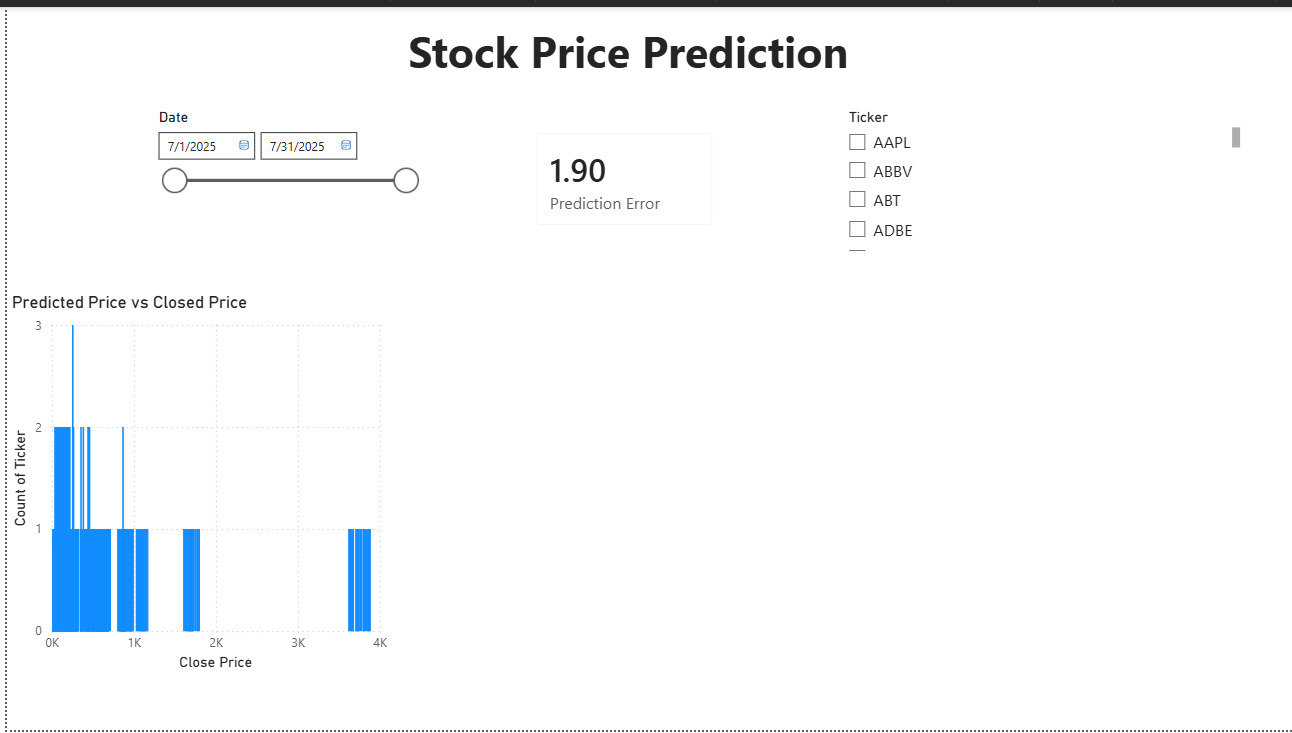 Stock Price Prediction
Date
7/1/2025
7/31/2025
1.90
Prediction Error
Ticker
AAPL
ABBV
ABT
ADBE
Predicted Price vs Closed Price
3
2
1
0
Count of Ticker
0K
1K
2K
3K
4K
Close Price